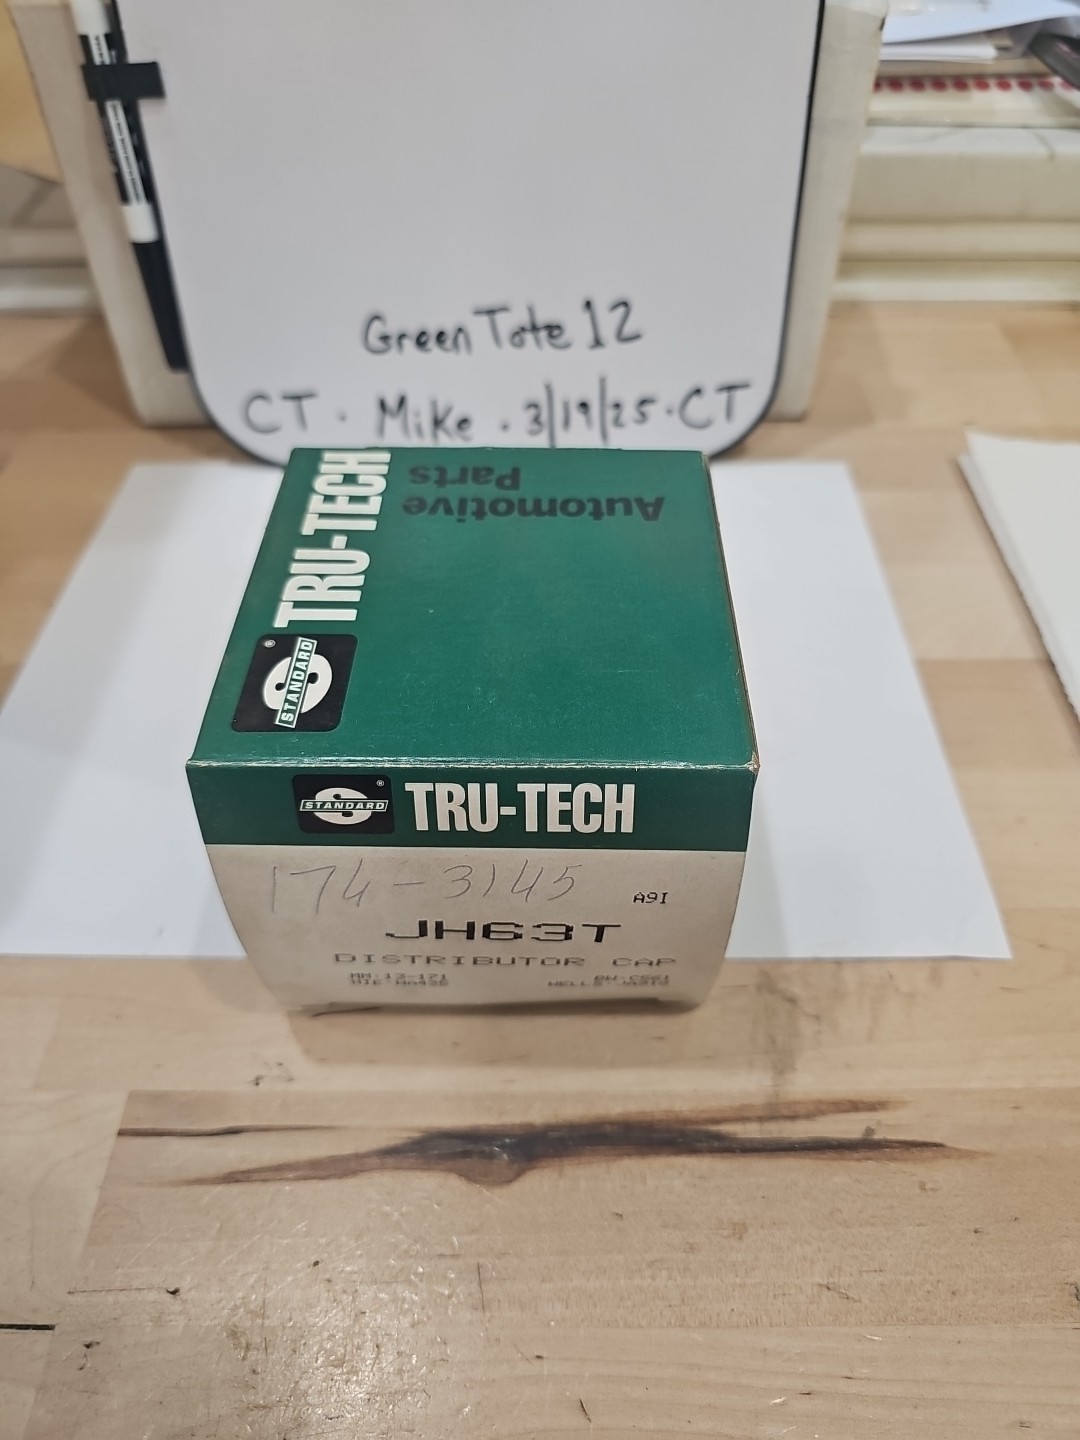 Green Tote 12
CT · Mike · 3/19/25 · CT
Automotive
Parts
TRU-TECH
STANDARD ®
STANDARD ®
TRU-TECH
174-3145
A9I
JH63T
DISTRIBUTOR CAP